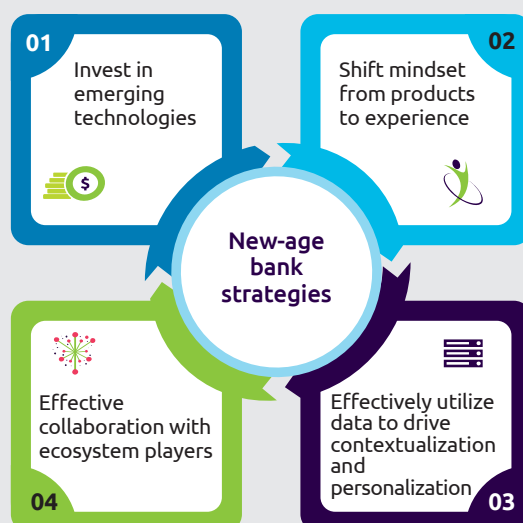 01
Invest in
emerging
technologies
$
02
Shift mindset
from products
to experience
New-age
bank
strategies
Effective
collaboration with
ecosystem players
04
Effectively utilize
data to drive
contextualization
and
personalization
03